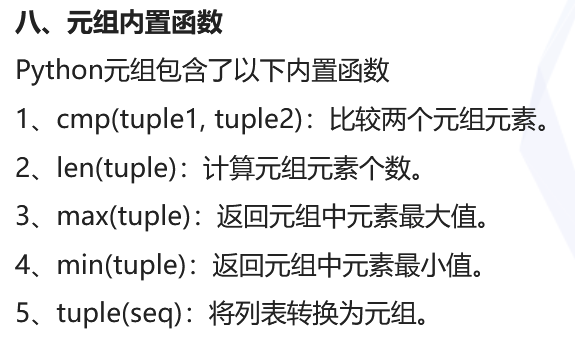 八、元组内置函数
Python元组包含了以下内置函数
1、cmp(tuple1, tuple2)：比较两个元组元素。
2、len(tuple)：计算元组元素个数。
3、max(tuple)：返回元组中元素最大值。
4、min(tuple)：返回元组中元素最小值。
5、tuple(seq)：将列表转换为元组。